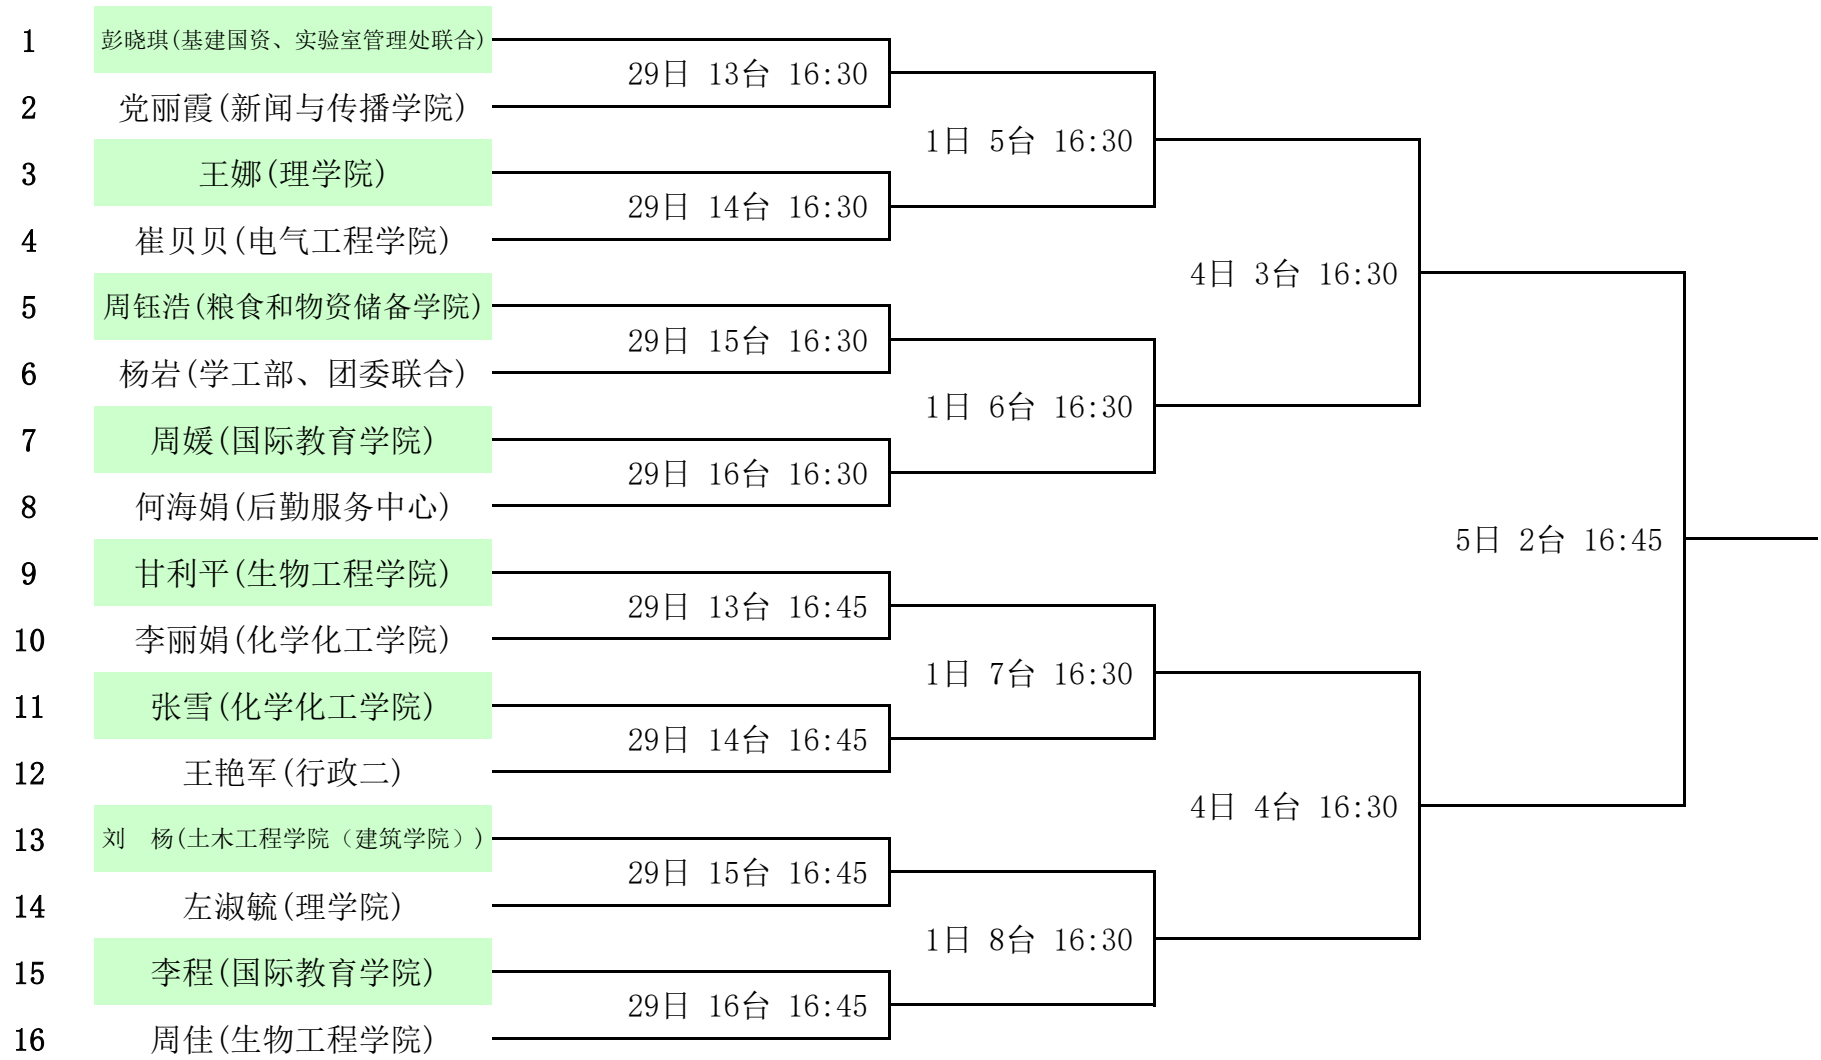 1 彭晓琪(基建国资、实验室管理处联合)
29日 13台 16:30
2 党丽霞(新闻与传播学院)
1日 5台 16:30
3 王娜(理学院)
29日 14台 16:30
4 崔贝贝(电气工程学院)
4日 3台 16:30
5 周钰浩(粮食和物资储备学院)
29日 15台 16:30
6 杨岩(学工部、团委联合)
1日 6台 16:30
7 周媛(国际教育学院)
29日 16台 16:30
8 何海娟(后勤服务中心)
5日 2台 16:45
9 甘利平(生物工程学院)
29日 13台 16:45
10 李丽娟(化学化工学院)
1日 7台 16:30
11 张雪(化学化工学院)
29日 14台 16:45
12 王艳军(行政二)
4日 4台 16:30
13 刘　杨(土木工程学院（建筑学院）)
29日 15台 16:45
14 左淑毓(理学院)
1日 8台 16:30
15 李程(国际教育学院)
29日 16台 16:45
16 周佳(生物工程学院)